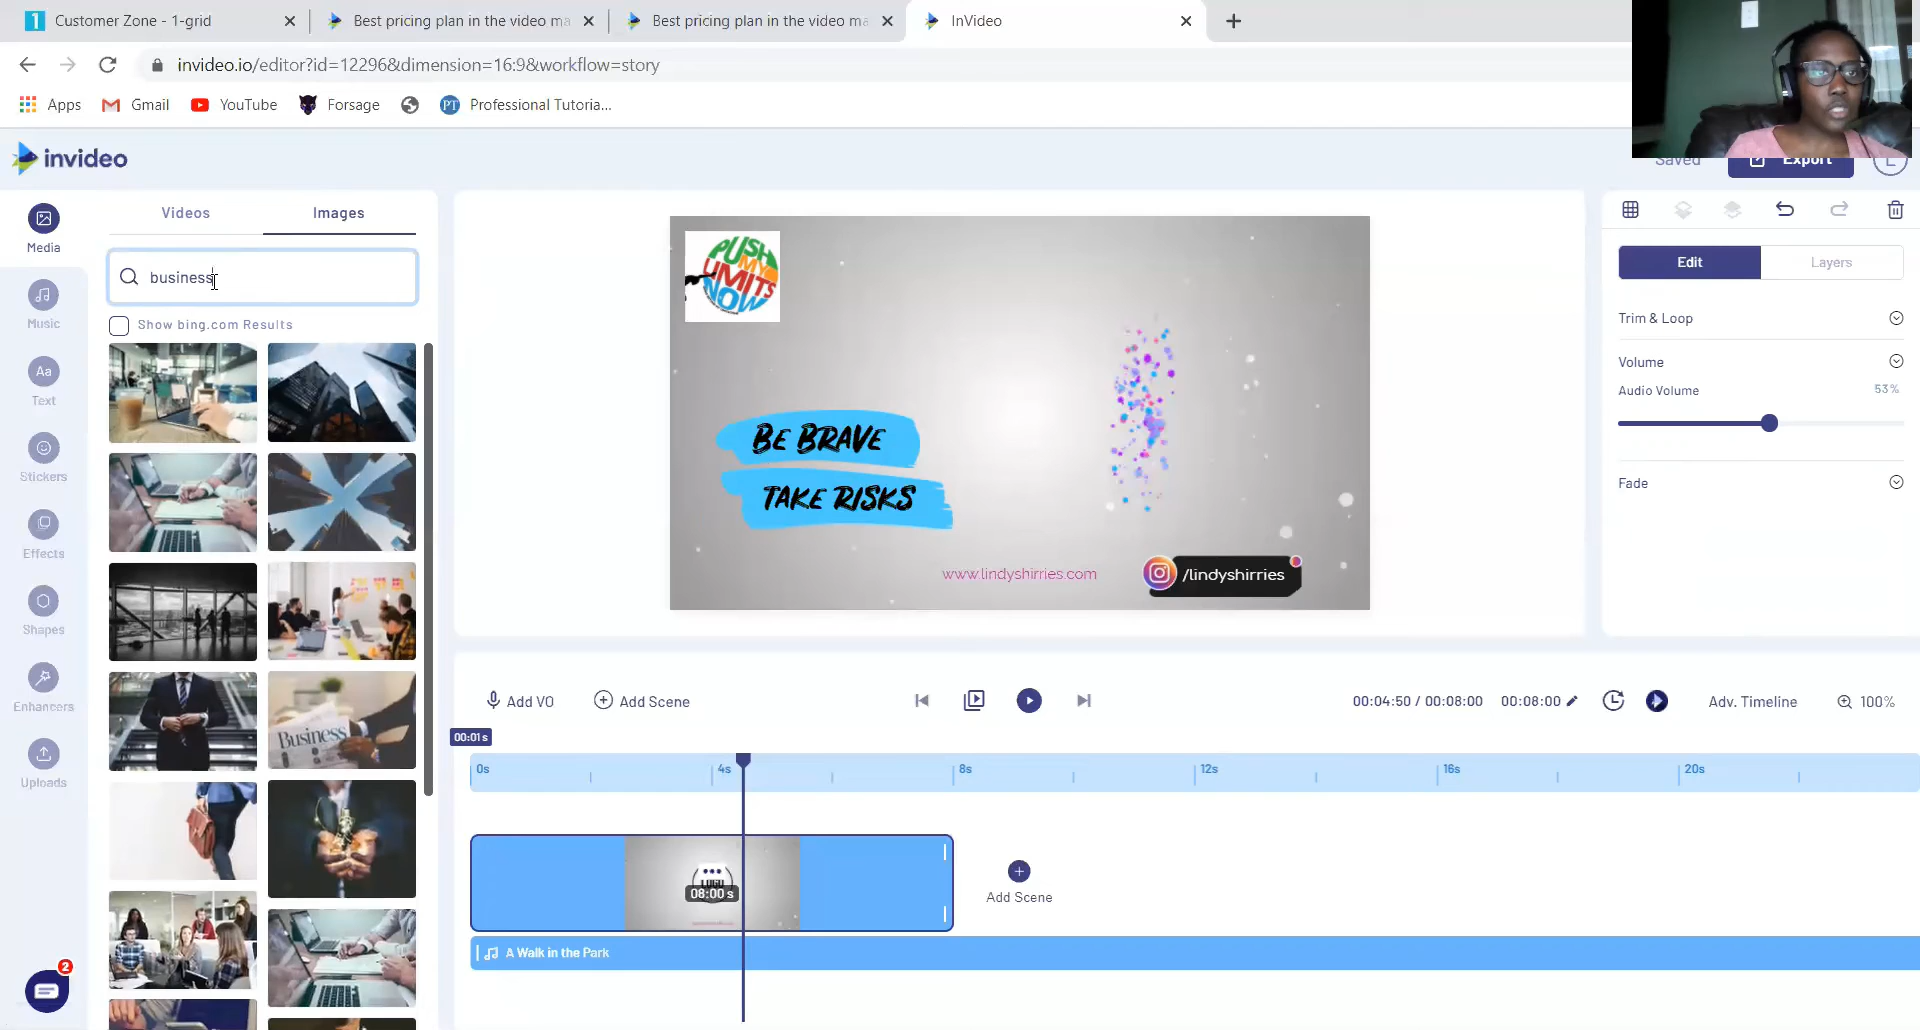 1 Customer Zone - 1-grid
Best pricing plan in the video ma
Best pricing plan in the video ma
InVideo
invideo.io/editor?id=12296&dimension=16:9&workflow=story
Apps Gmail YouTube Forsage PT Professional Tutoria...
invideo
Saved Export
Videos Images
Media
business
Show bing.com Results
Music
Aa
Text
Stickers
Effects
Shapes
Enhancers
Uploads
2
Business
PUSH
MY
LIMITS
NOW
BE BRAVE
TAKE RISKS
www.lindyshirries.com
/lindyshirries
Edit Layers
Trim & Loop
Volume
Audio Volume 53%
Fade
Add VO Add Scene 00:04:50 / 00:08:00 00:08:00 Adv. Timeline 100%
00:01 s
0s 4s 8s 12s 16s 20s
LOGO
08:00 s
Add Scene
A Walk in the Park